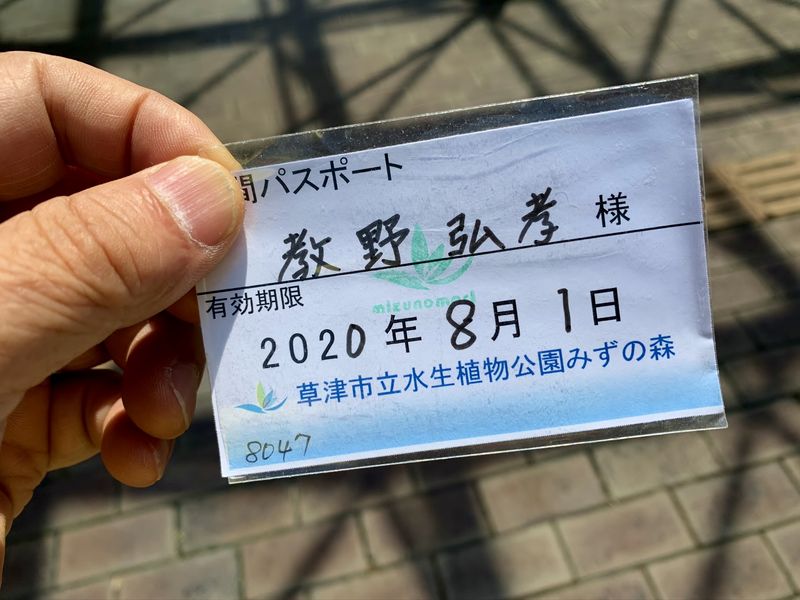 間パスポート
教野 弘孝 様
mizunomori
有効期限
2020年 8月 1日
草津市立水生植物公園みずの森
8047